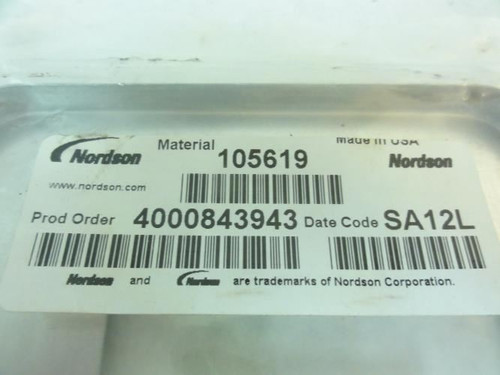 Nordson Material 105619 Made in USA Nordson
www.nordson.com
Prod Order 4000843943 Date Code SA12L
Nordson and Nordson are trademarks of Nordson Corporation.